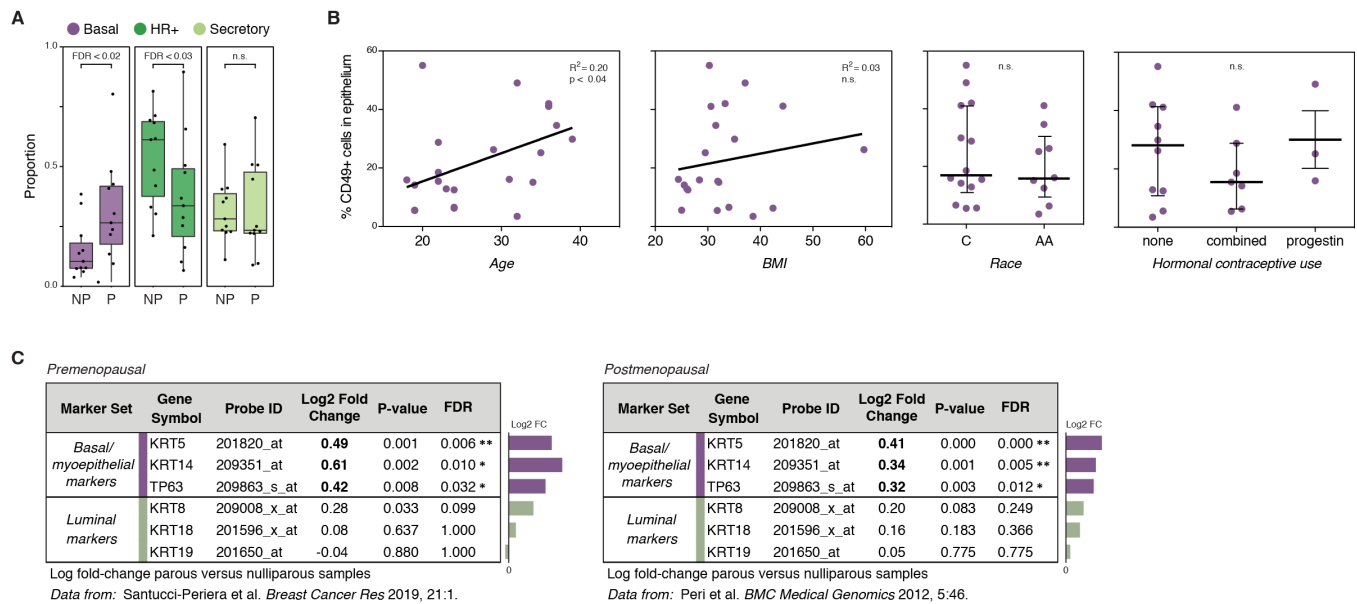 A
Basal HR+ Secretory
FDR < 0.02 FDR < 0.03 n.s.
Proportion
1.0
0.5
0.0
NP P NP P NP P
B
% CD49+ cells in epithelium
60
40
20
0
R² = 0.20
p < 0.04
20 30 40
Age
R² = 0.03
n.s.
20 30 40 50 60
BMI
n.s.
C AA
Race
n.s.
none combined progestin
Hormonal contraceptive use
C
Premenopausal
Marker Set Gene Symbol Probe ID Log2 Fold Change P-value FDR
Log2 FC
Basal/ myoepithelial markers
KRT5 201820_at 0.49 0.001 0.006 **
KRT14 209351_at 0.61 0.002 0.010 *
TP63 209863_s_at 0.42 0.008 0.032 *
Luminal markers
KRT8 209008_x_at 0.28 0.033 0.099
KRT18 201596_x_at 0.08 0.637 1.000
KRT19 201650_at -0.04 0.880 1.000
0
Log fold-change parous versus nulliparous samples
Data from: Santucci-Periera et al. Breast Cancer Res 2019, 21:1.
Postmenopausal
Marker Set Gene Symbol Probe ID Log2 Fold Change P-value FDR
Log2 FC
Basal/ myoepithelial markers
KRT5 201820_at 0.41 0.000 0.000 **
KRT14 209351_at 0.34 0.001 0.005 **
TP63 209863_s_at 0.32 0.003 0.012 *
Luminal markers
KRT8 209008_x_at 0.20 0.083 0.249
KRT18 201596_x_at 0.16 0.183 0.366
KRT19 201650_at 0.05 0.775 0.775
0
Log fold-change parous versus nulliparous samples
Data from: Peri et al. BMC Medical Genomics 2012, 5:46.